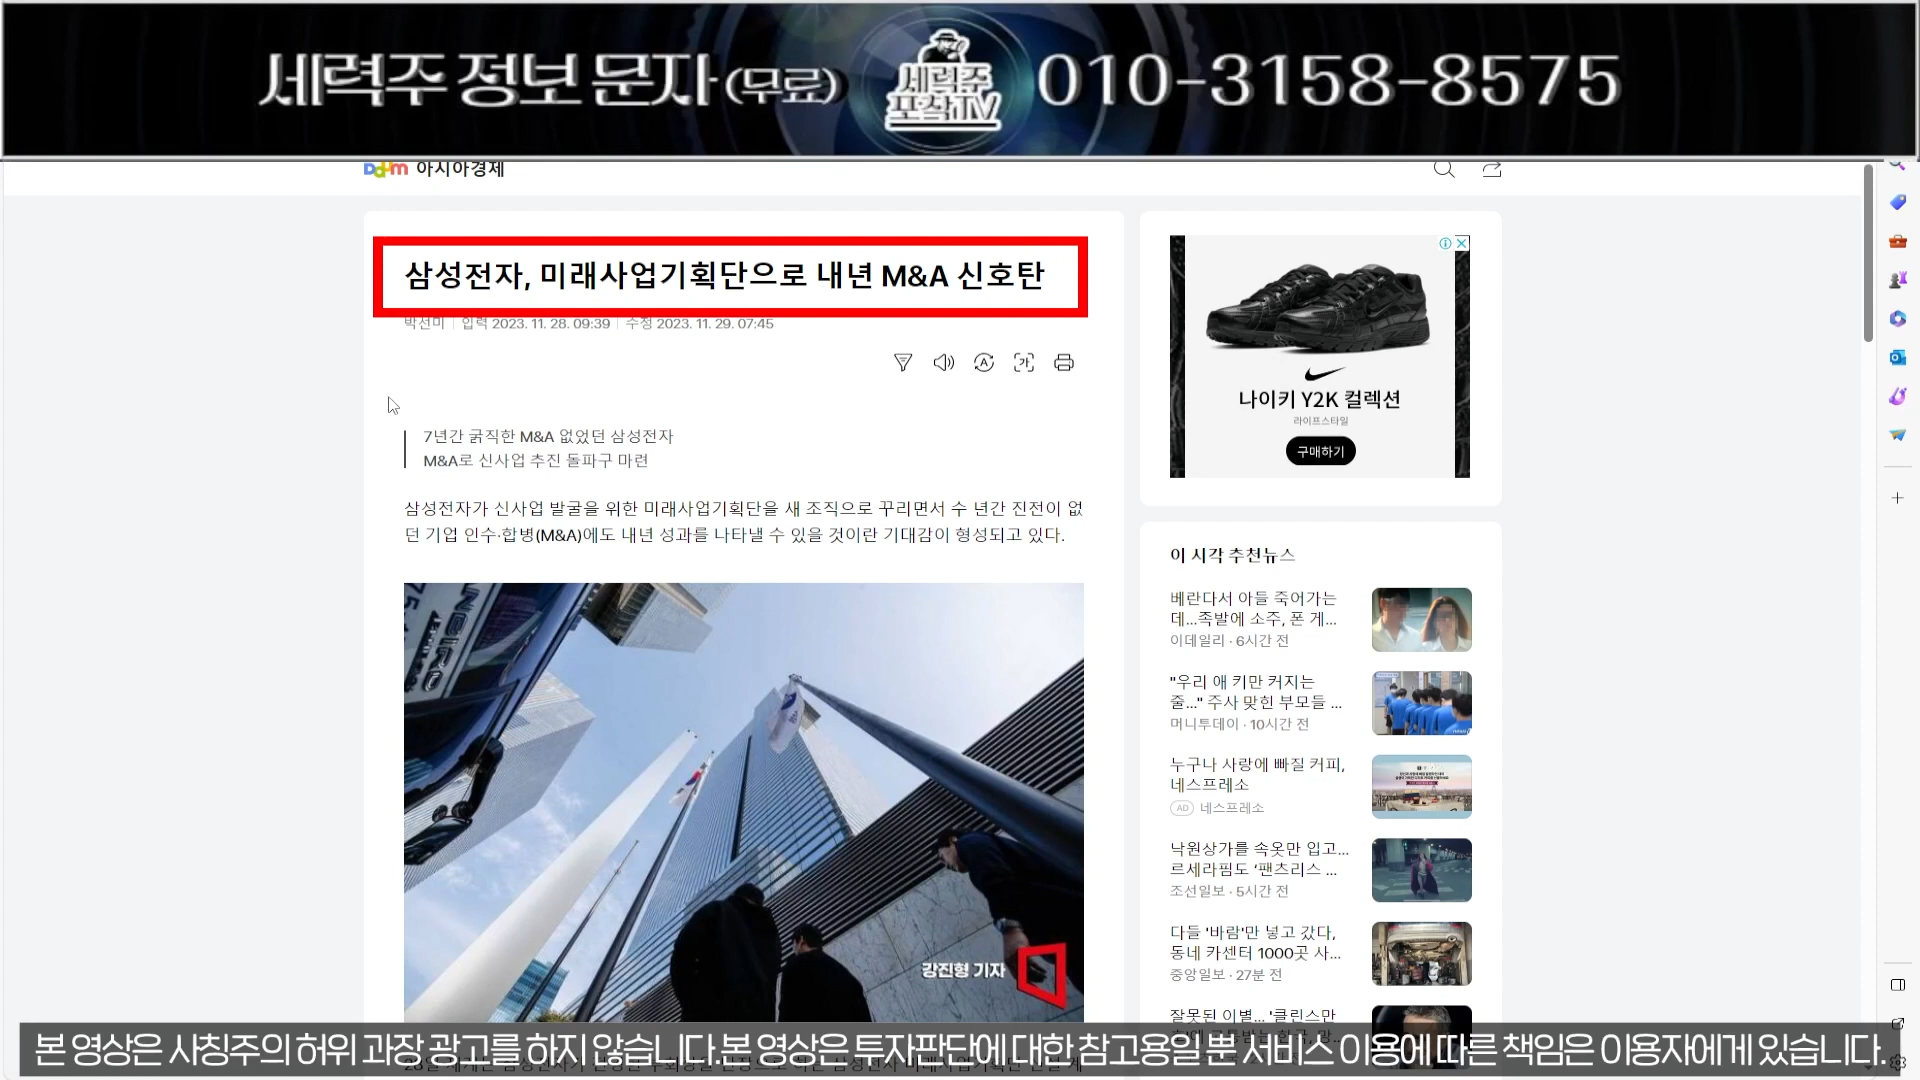 세력주 정보 문자 (무료)
세력주
포착TV
010-3158-8575
Daum 아시아경제
삼성전자, 미래사업기획단으로 내년 M&A 신호탄
박선미 입력 2023. 11. 28. 09:39 수정 2023. 11. 29. 07:45
7년간 굵직한 M&A 없었던 삼성전자
M&A로 신사업 추진 돌파구 마련
삼성전자가 신사업 발굴을 위한 미래사업기획단을 새 조직으로 꾸리면서 수 년간 진전이 없
던 기업 인수·합병(M&A)에도 내년 성과를 나타낼 수 있을 것이란 기대감이 형성되고 있다.
강진형 기자
나이키 Y2K 컬렉션
라이프스타일
구매하기
이 시각 추천뉴스
베란다서 아들 죽어가는
데...족발에 소주, 폰 게...
이데일리 · 6시간 전
"우리 애 키만 커지는
줄..." 주사 맞힌 부모들 ...
머니투데이 · 10시간 전
누구나 사랑에 빠질 커피,
네스프레소
AD 네스프레소
낙원상가를 속옷만 입고...
르세라핌도 ‘팬츠리스 ...
조선일보 · 5시간 전
다들 '바람'만 넣고 갔다,
동네 카센터 1000곳 사...
중앙일보 · 27분 전
잘못된 이별... '클린스만
본 영상은 사칭주의 허위 과장 광고를 하지 않습니다.본 영상은 투자판단에 대한 참고용일 뿐 서비스 이용에 따른 책임은 이용자에게 있습니다.